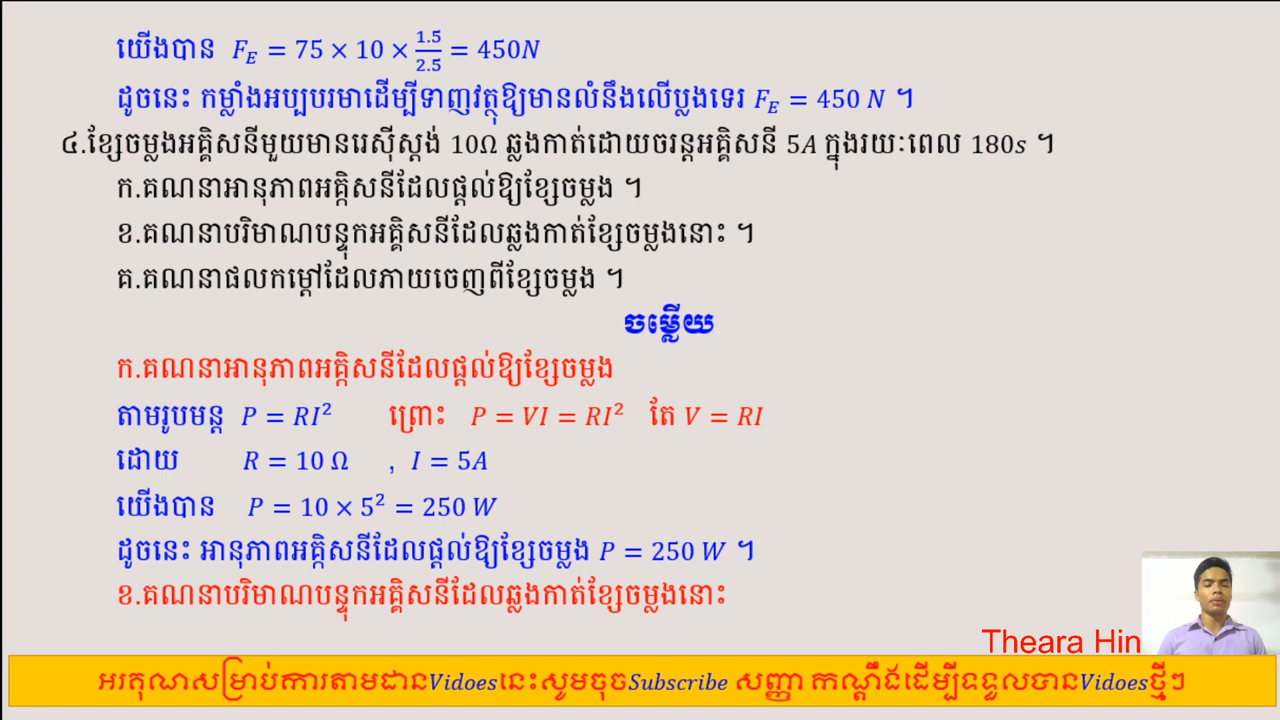 យើងបាន F_E = 75 × 10 × 1.5/2.5 = 450N
ដូចនេះ កម្លាំងអប្បបរមាដើម្បីទាញវត្ថុឱ្យមានលំនឹងលើប្លង់ទេរ F_E = 450 N ។
៤.ខ្សែចម្លងអគ្គិសនីមួយមានរេស៊ីស្តង់ 10Ω ឆ្លងកាត់ដោយចរន្តអគ្គិសនី 5A ក្នុងរយៈពេល 180s ។
ក.គណនាអានុភាពអគ្គិសនីដែលផ្តល់ឱ្យខ្សែចម្លង ។
ខ.គណនាបរិមាណបន្ទុកអគ្គិសនីដែលឆ្លងកាត់ខ្សែចម្លងនោះ ។
គ.គណនាផលកម្តៅដែលភាយចេញពីខ្សែចម្លង ។
ចម្លើយ
ក.គណនាអានុភាពអគ្គិសនីដែលផ្តល់ឱ្យខ្សែចម្លង
តាមរូបមន្ត P = RI² ព្រោះ P = VI = RI² តែ V = RI
ដោយ R = 10 Ω , I = 5A
យើងបាន P = 10 × 5² = 250 W
ដូចនេះ អានុភាពអគ្គិសនីដែលផ្តល់ឱ្យខ្សែចម្លង P = 250 W ។
ខ.គណនាបរិមាណបន្ទុកអគ្គិសនីដែលឆ្លងកាត់ខ្សែចម្លងនោះ
Theara Hin
អរគុណសម្រាប់ការតាមដានVidoesនេះសូមចុចSubscribe សញ្ញា កណ្តឹងដើម្បីទទួលបានVidoesថ្មីៗ